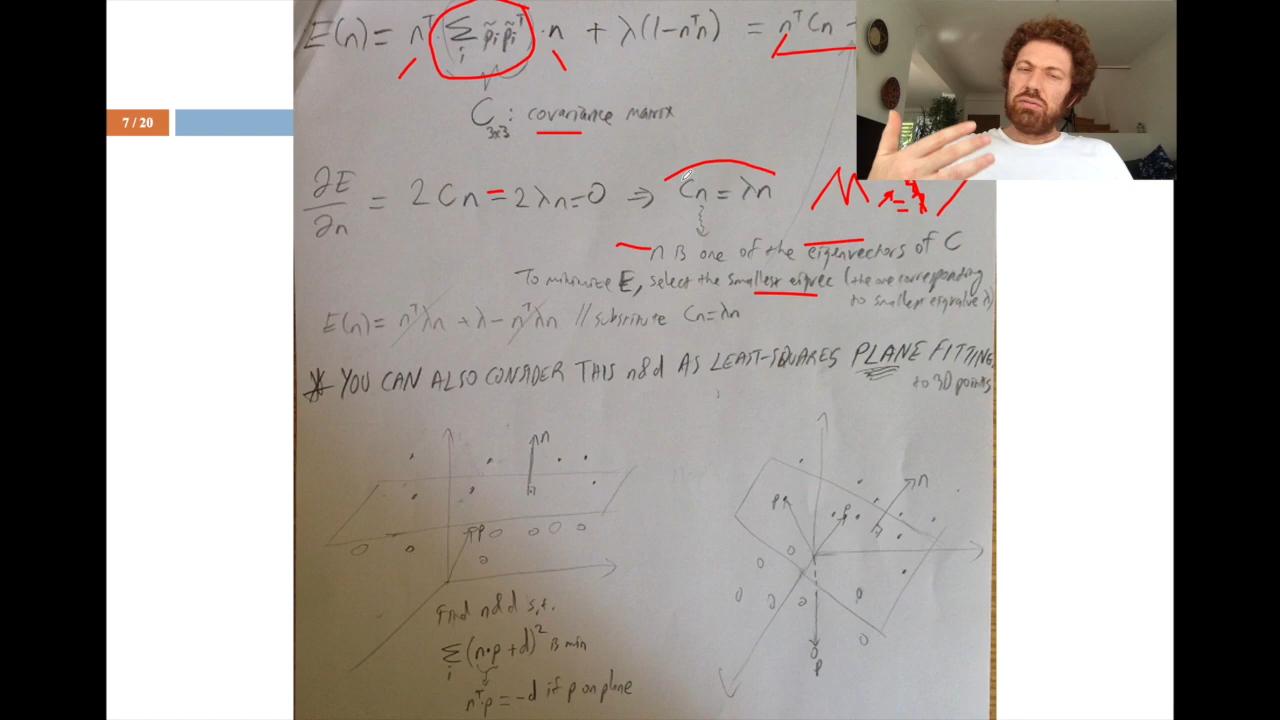 E(n) = nᵀ · (Σᵢ p̃ᵢ p̃ᵢᵀ) · n + λ(1-nᵀn) = nᵀCn
C₃ₓ₃ : covariance matrix
7 / 20
∂E/∂n = 2Cn = 2λn=0 ⇒ Cn = λn
n is one of the eigenvectors of C
To minimize E, select the smallest eigvec (the one corresponding
to smallest eigvalue λ)
E(n) = nᵀλn + λ - nᵀλn // substitute Cn=λn
* YOU CAN ALSO CONSIDER THIS n&d AS LEAST-SQUARES PLANE FITTING
to 3D points
n
n
p
p
p
Find n&d s.t.
Σᵢ (n·p + d)² is min
p
nᵀ·p = -d if p on plane